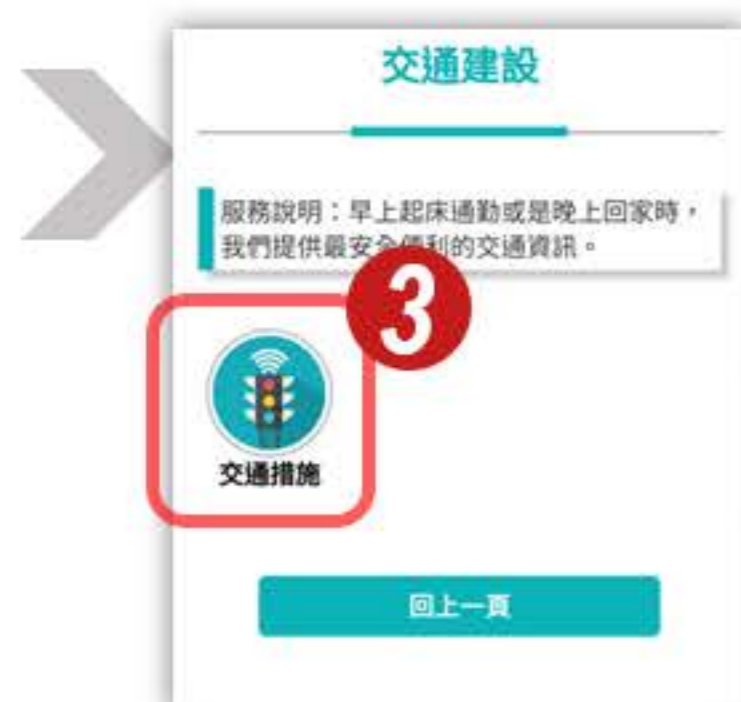 交通建設
服務說明：早上起床通勤或是晚上回家時，
我們提供最安全便利的交通資訊。
3
交通措施
回上一頁